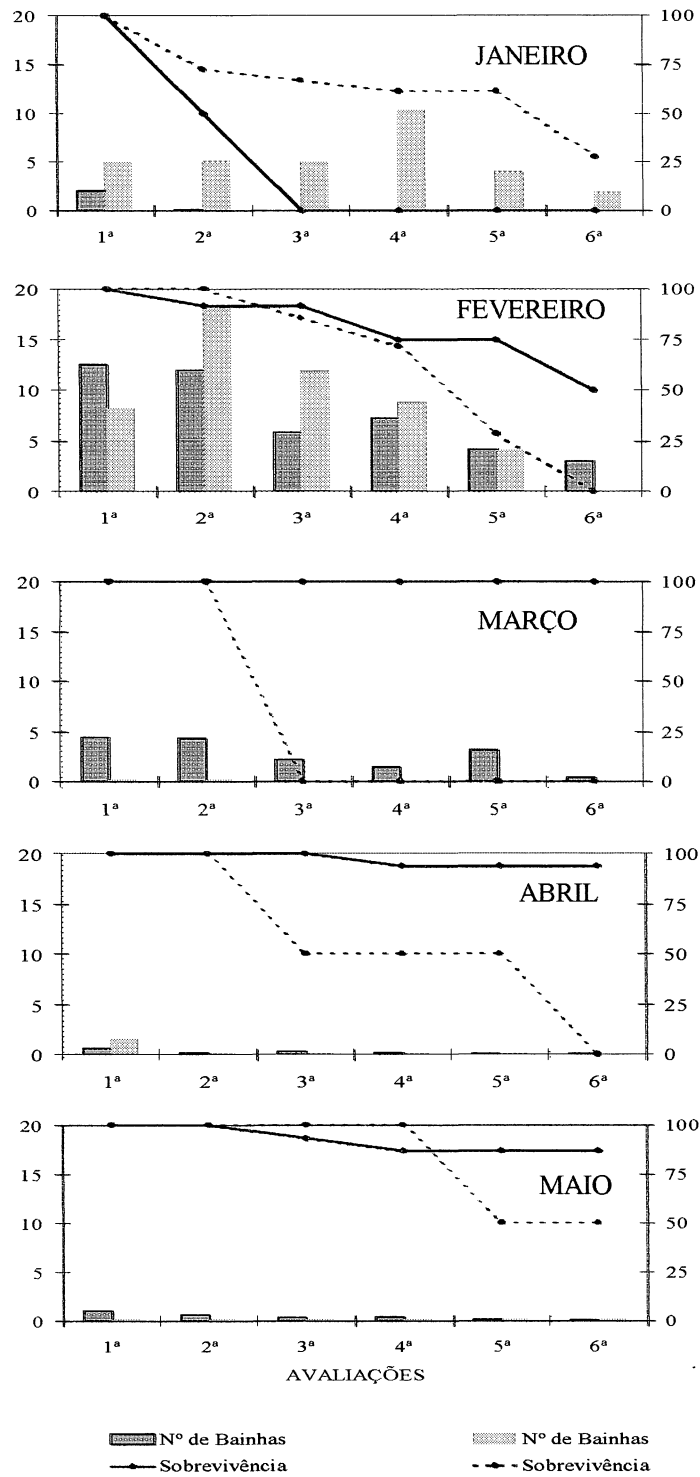 20 100
JANEIRO
15 75
10 50
5 25
0 0
1ª 2ª 3ª 4ª 5ª 6ª
20 100
FEVEREIRO
15 75
10 50
5 25
0 0
1ª 2ª 3ª 4ª 5ª 6ª
20 100
MARÇO
15 75
10 50
5 25
0 0
1ª 2ª 3ª 4ª 5ª 6ª
20 100
ABRIL
15 75
10 50
5 25
0 0
1ª 2ª 3ª 4ª 5ª 6ª
20 100
15 75
MAIO
10 50
5 25
0 0
1ª 2ª 3ª 4ª 5ª 6ª
AVALIAÇÕES
Nº de Bainhas Nº de Bainhas
Sobrevivência Sobrevivência